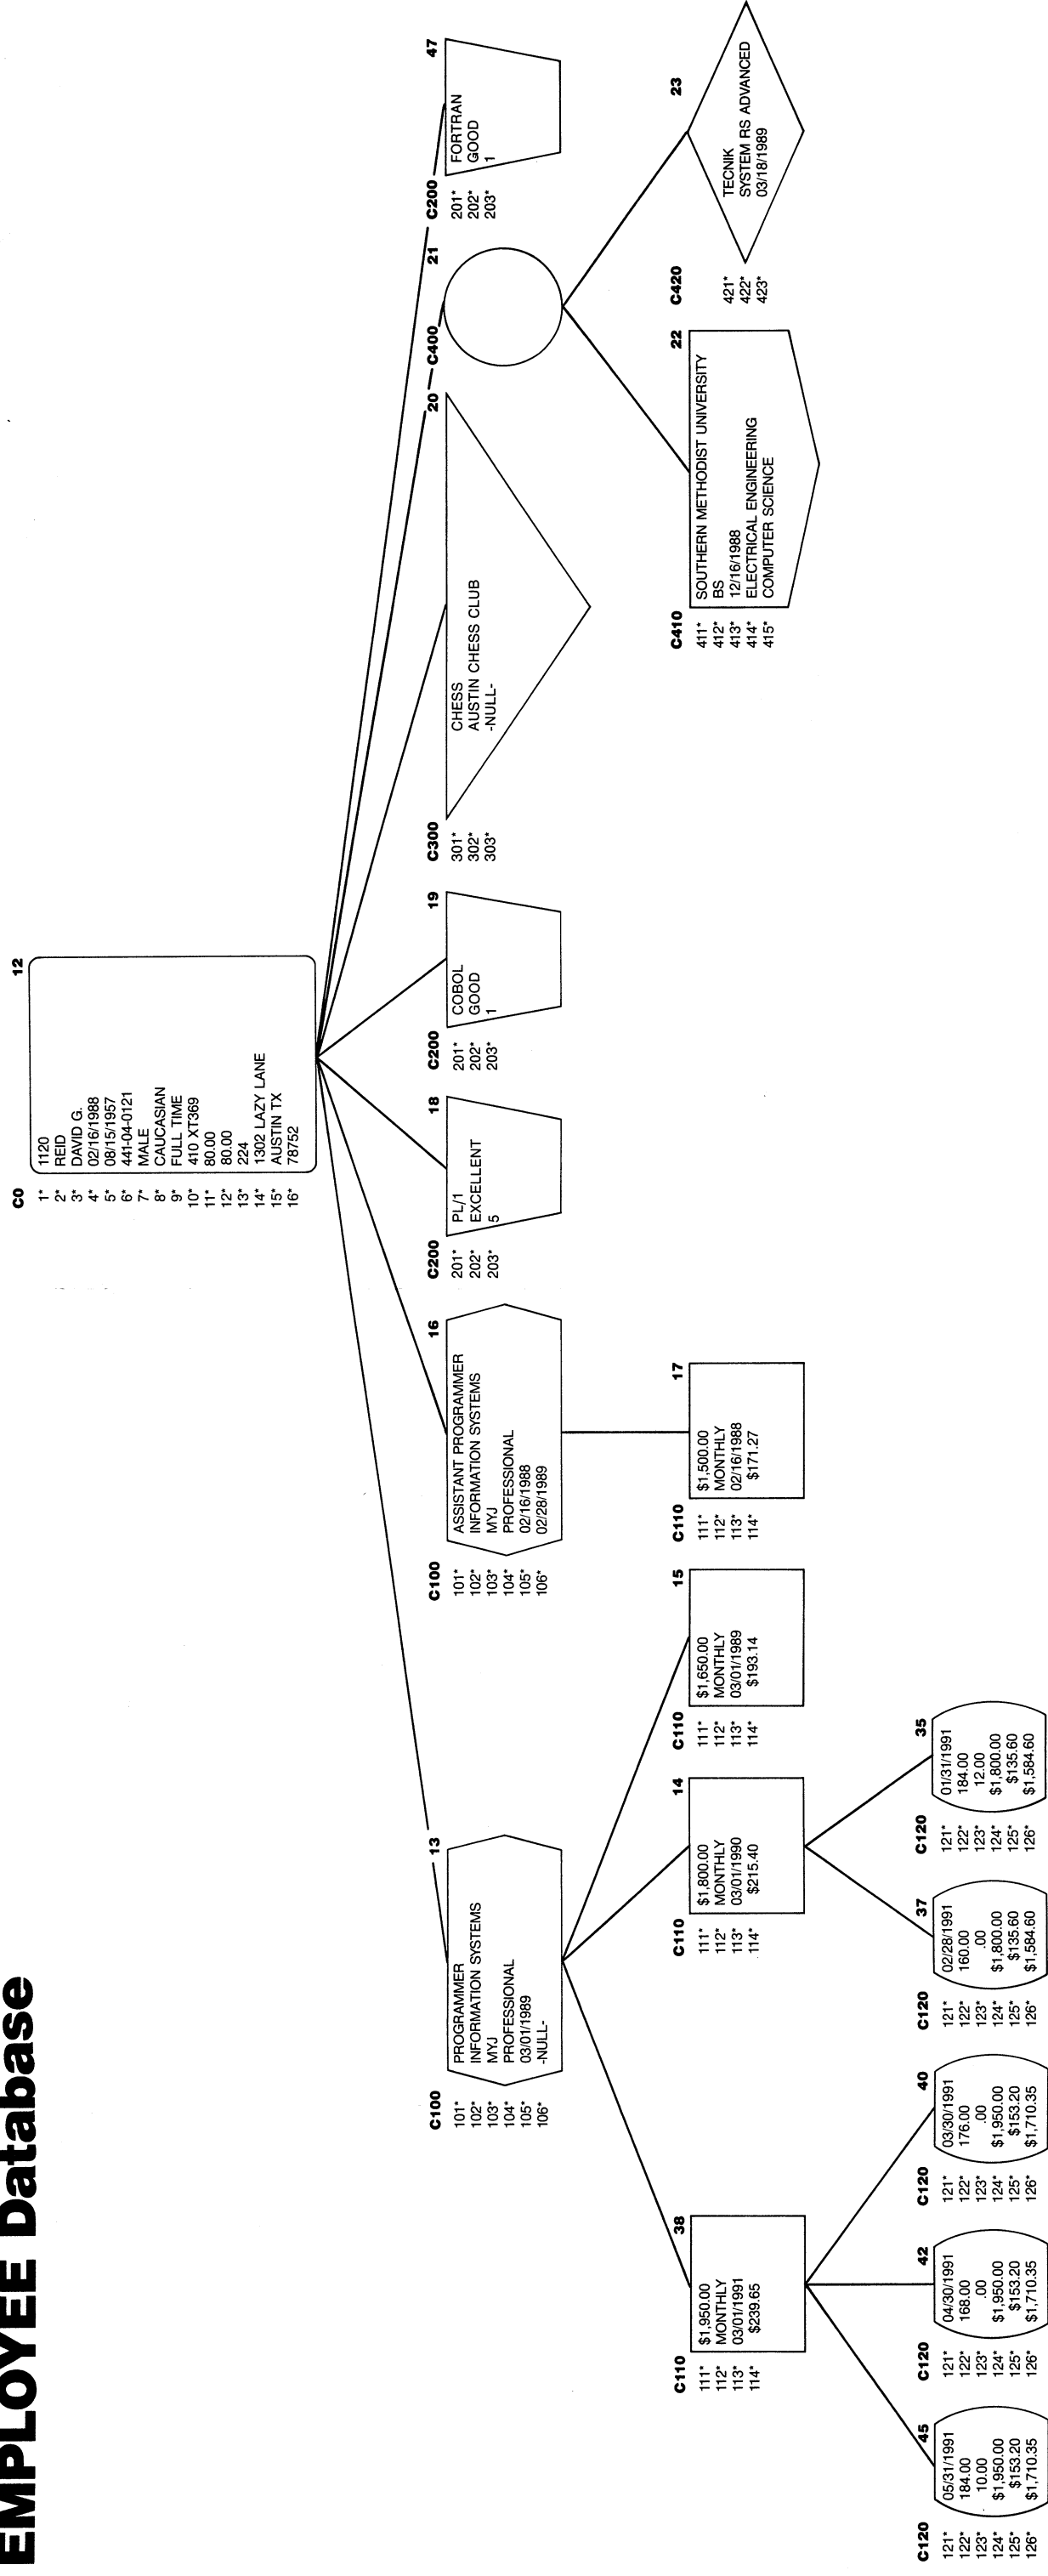 EMPLOYEE Database
C0 12
1* 1120
2* REID
3* DAVID G.
4* 02/16/1988
5* 08/15/1957
6* 441-04-0121
7* MALE
8* CAUCASIAN
9* FULL TIME
10* 410 XT369
11* 80.00
12* 80.00
13* 224
14* 1302 LAZY LANE
15* AUSTIN TX
16* 78752
C100 13
101* PROGRAMMER
102* INFORMATION SYSTEMS
103* MYJ
104* PROFESSIONAL
105* 03/01/1989
106* -NULL-
C100 16
101* ASSISTANT PROGRAMMER
102* INFORMATION SYSTEMS
103* MYJ
104* PROFESSIONAL
105* 02/16/1988
106* 02/28/1989
C200 18
201* PL/1
202* EXCELLENT
203* 5
C200 19
201* COBOL
202* GOOD
203* 1
C300 20
301* CHESS
302* AUSTIN CHESS CLUB
303* -NULL-
C400 21
C200 47
201* FORTRAN
202* GOOD
203* 1
C110 38
111* $1,950.00
112* MONTHLY
113* 03/01/1991
114* $239.65
C110 14
111* $1,800.00
112* MONTHLY
113* 03/01/1990
114* $215.40
C110 15
111* $1,650.00
112* MONTHLY
113* 03/01/1989
114* $193.14
C110 17
111* $1,500.00
112* MONTHLY
113* 02/16/1988
114* $171.27
C410 22
411* SOUTHERN METHODIST UNIVERSITY
412* BS
413* 12/16/1988
414* ELECTRICAL ENGINEERING
415* COMPUTER SCIENCE
C420 23
421* TECNIK
422* SYSTEM RS ADVANCED
423* 03/18/1989
C120 45
121* 05/31/1991
122* 184.00
123* 10.00
124* $1,950.00
125* $153.20
126* $1,710.35
C120 42
121* 04/30/1991
122* 168.00
123* .00
124* $1,950.00
125* $153.20
126* $1,710.35
C120 40
121* 03/30/1991
122* 176.00
123* .00
124* $1,950.00
125* $153.20
126* $1,710.35
C120 37
121* 02/28/1991
122* 160.00
123* .00
124* $1,800.00
125* $135.60
126* $1,584.60
C120 35
121* 01/31/1991
122* 184.00
123* 12.00
124* $1,800.00
125* $135.60
126* $1,584.60